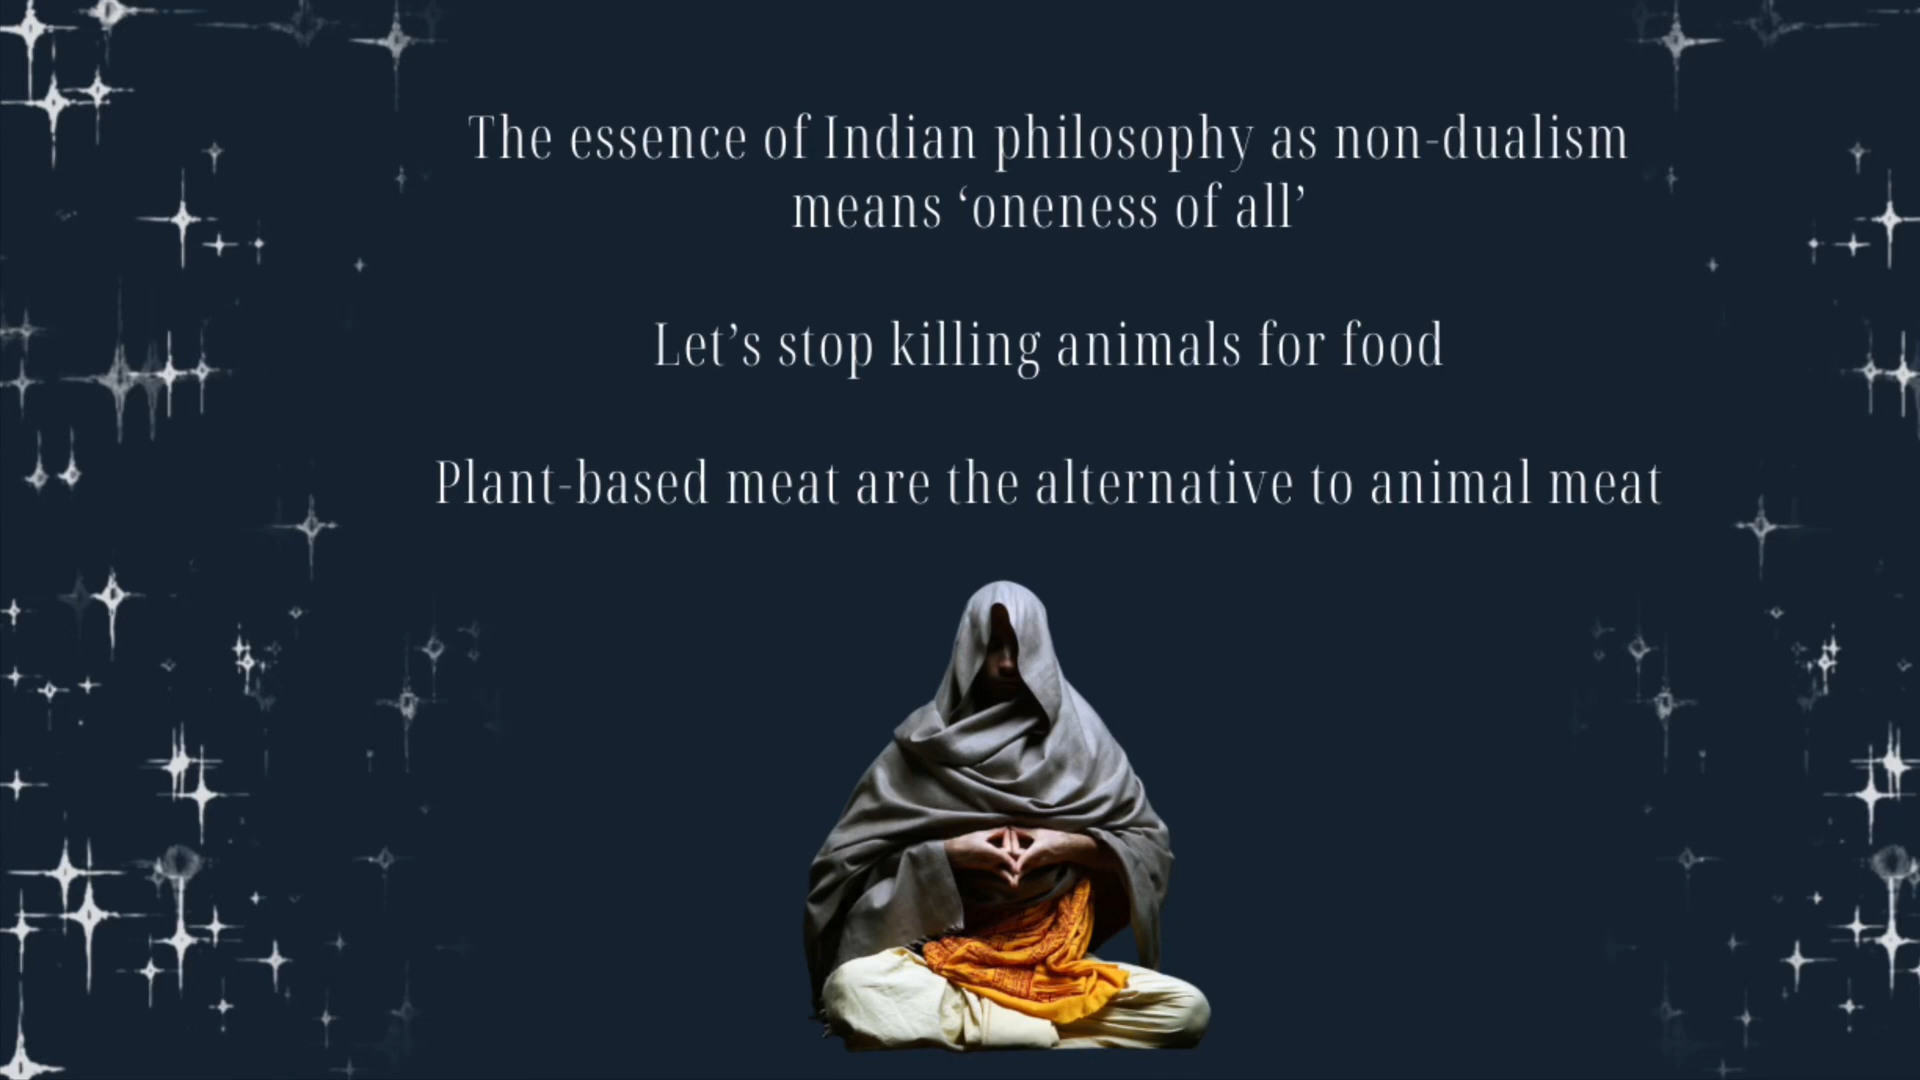 The essence of Indian philosophy as non-dualism
means ‘oneness of all’
Let’s stop killing animals for food
Plant-based meat are the alternative to animal meat